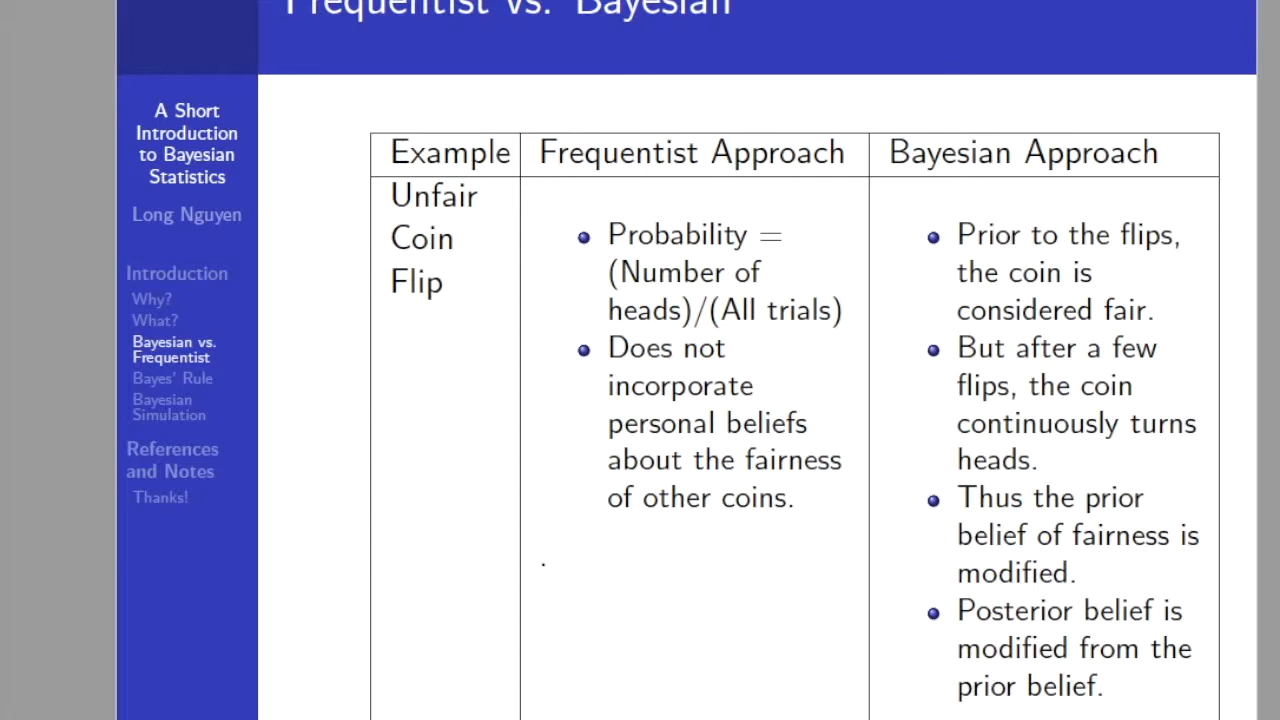 Frequentist vs. Bayesian
A Short
Introduction
to Bayesian
Statistics
Long Nguyen
Introduction
Why?
What?
Bayesian vs.
Frequentist
Bayes' Rule
Bayesian
Simulation
References
and Notes
Thanks!
Example
Unfair
Coin
Flip
Frequentist Approach
Probability =
(Number of
heads)/(All trials)
Does not
incorporate
personal beliefs
about the fairness
of other coins.
.
Bayesian Approach
Prior to the flips,
the coin is
considered fair.
But after a few
flips, the coin
continuously turns
heads.
Thus the prior
belief of fairness is
modified.
Posterior belief is
modified from the
prior belief.